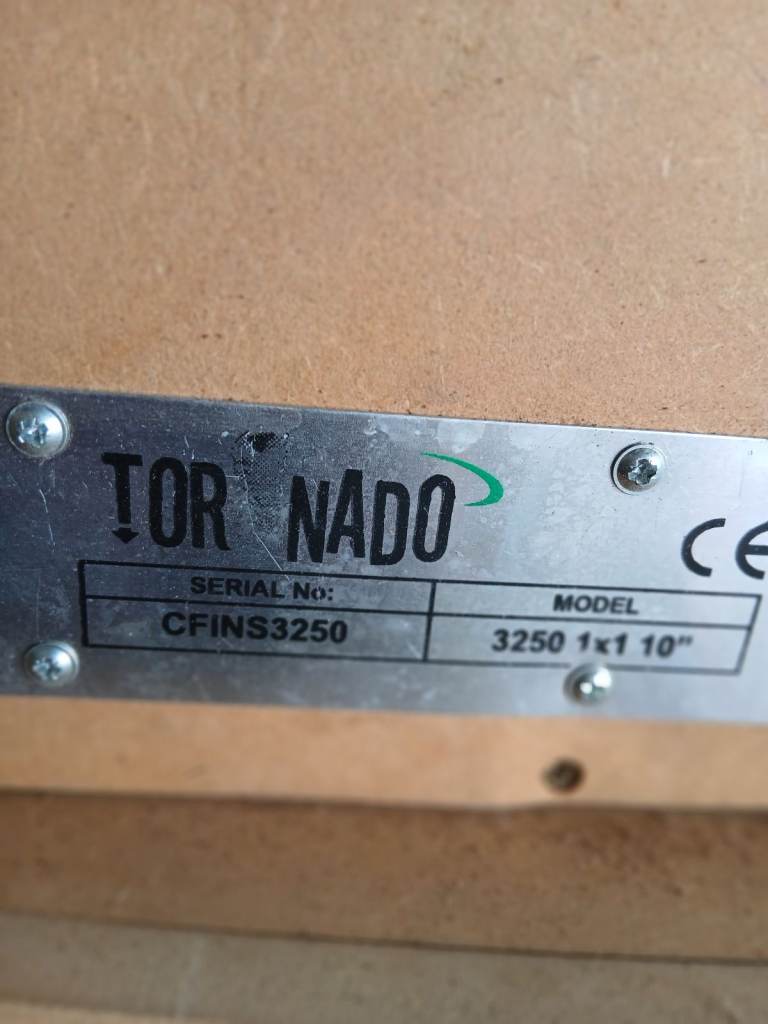 TOR NADO
CE
SERIAL No: MODEL
CFINS3250 3250 1x1 10"